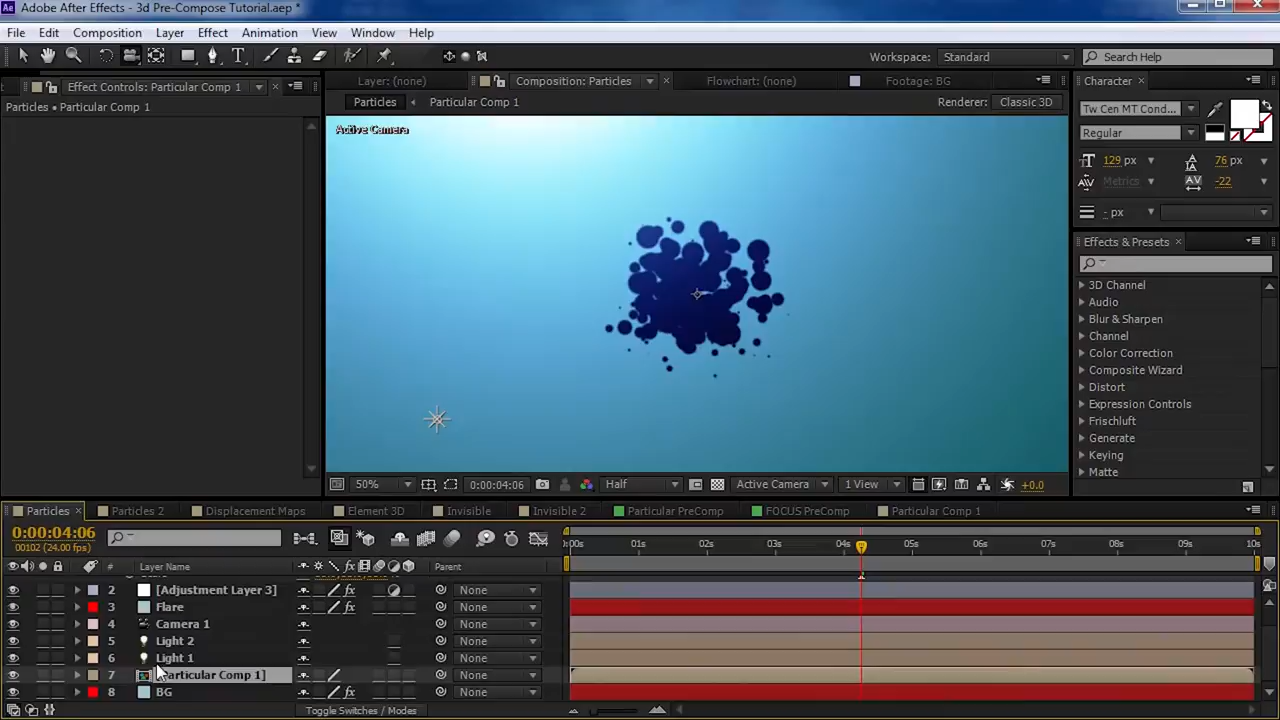 Adobe After Effects - 3d Pre-Compose Tutorial.aep *
File Edit Composition Layer Effect Animation View Window Help
Workspace: Standard Search Help
Effect Controls: Particular Comp 1 Layer: (none) Composition: Particles Flowchart: (none) Footage: BG Character
Particles • Particular Comp 1 Particles Particular Comp 1 Renderer: Classic 3D
Tw Cen MT Cond...
Active Camera
Regular
129 px 76 px
Metrics -22
- px
Effects & Presets
3D Channel
Audio
Blur & Sharpen
Channel
Color Correction
Composite Wizard
Distort
Expression Controls
Frischluft
Generate
Keying
Matte
50% 0:00:04:06 Half Active Camera 1 View +0.0
Particles Particles 2 Displacement Maps Element 3D Invisible Invisible 2 Particular PreComp FOCUS PreComp Particular Comp 1
0:00:04:06
00102 (24.00 fps)
:00s 01s 02s 03s 04s 05s 06s 07s 08s 09s 10s
# Layer Name Parent
2 [Adjustment Layer 3] None
3 Flare None
4 Camera 1 None
5 Light 2 None
6 Light 1 None
7 [Particular Comp 1] None
8 BG None
Toggle Switches / Modes